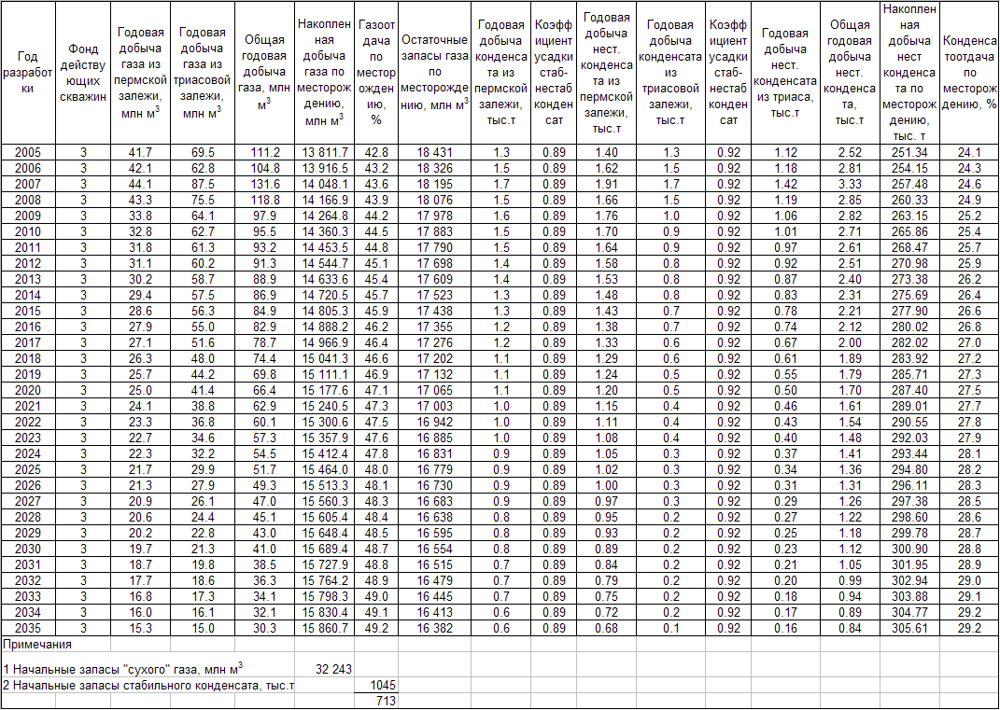 Год разработки | Фонд действующих скважин | Годовая добыча газа из пермской залежи, млн м3 | Годовая добыча газа из триасовой залежи, млн м3 | Общая годовая добыча газа, млн м3 | Накопленная добыча газа по месторождению, млн м3 | Газоотдача по месторождению, % | Остаточные запасы газа по месторождению, млн м3 | Годовая добыча конденсата из пермской залежи, тыс.т | Коэффициент усадки стаб-нестаб конденсат | Годовая добыча нест. конденсата из пермской залежи, тыс.т | Годовая добыча конденсата из триасовой залежи, тыс.т | Коэффициент усадки стаб-нестаб конденсат | Годовая добыча нест. конденсата из триаса, тыс.т | Общая годовая добыча нест. конденсата, тыс.т | Накопленная добыча нест конденсата по месторождению, тыс. т | Конденсатоотдача по месторождению, %
2005 3 41.7 69.5 111.2 13 811.7 42.8 18 431 1.3 0.89 1.40 1.3 0.92 1.12 2.52 251.34 24.1
2006 3 42.1 62.8 104.8 13 916.5 43.2 18 326 1.5 0.89 1.62 1.5 0.92 1.18 2.81 254.15 24.3
2007 3 44.1 87.5 131.6 14 048.1 43.6 18 195 1.7 0.89 1.91 1.7 0.92 1.42 3.33 257.48 24.6
2008 3 43.3 75.5 118.8 14 166.9 43.9 18 076 1.5 0.89 1.66 1.5 0.92 1.19 2.85 260.33 24.9
2009 3 33.8 64.1 97.9 14 264.8 44.2 17 978 1.6 0.89 1.76 1.0 0.92 1.06 2.82 263.15 25.2
2010 3 32.8 62.7 95.5 14 360.3 44.5 17 883 1.5 0.89 1.70 0.9 0.92 1.01 2.71 265.86 25.4
2011 3 31.8 61.3 93.2 14 453.5 44.8 17 790 1.5 0.89 1.64 0.9 0.92 0.97 2.61 268.47 25.7
2012 3 31.1 60.2 91.3 14 544.7 45.1 17 698 1.4 0.89 1.58 0.8 0.92 0.92 2.51 270.98 25.9
2013 3 30.2 58.7 88.9 14 633.6 45.4 17 609 1.4 0.89 1.53 0.8 0.92 0.87 2.40 273.38 26.2
2014 3 29.4 57.5 86.9 14 720.5 45.7 17 523 1.3 0.89 1.48 0.8 0.92 0.83 2.31 275.69 26.4
2015 3 28.6 56.3 84.9 14 805.3 45.9 17 438 1.3 0.89 1.43 0.7 0.92 0.78 2.21 277.90 26.6
2016 3 27.9 55.0 82.9 14 888.2 46.2 17 355 1.2 0.89 1.38 0.7 0.92 0.74 2.12 280.02 26.8
2017 3 27.1 51.6 78.7 14 966.9 46.4 17 276 1.2 0.89 1.33 0.6 0.92 0.67 2.00 282.02 27.0
2018 3 26.3 48.0 74.4 15 041.3 46.6 17 202 1.1 0.89 1.29 0.6 0.92 0.61 1.89 283.92 27.2
2019 3 25.7 44.2 69.8 15 111.1 46.9 17 132 1.1 0.89 1.24 0.5 0.92 0.55 1.79 285.71 27.3
2020 3 25.0 41.4 66.4 15 177.6 47.1 17 065 1.1 0.89 1.20 0.5 0.92 0.50 1.70 287.40 27.5
2021 3 24.1 38.8 62.9 15 240.5 47.3 17 003 1.0 0.89 1.15 0.4 0.92 0.46 1.61 289.01 27.7
2022 3 23.3 36.8 60.1 15 300.6 47.5 16 942 1.0 0.89 1.11 0.4 0.92 0.43 1.54 290.55 27.8
2023 3 22.7 34.6 57.3 15 357.9 47.6 16 885 1.0 0.89 1.08 0.4 0.92 0.40 1.48 292.03 27.9
2024 3 22.3 32.2 54.5 15 412.4 47.8 16 831 0.9 0.89 1.05 0.3 0.92 0.37 1.41 293.44 28.1
2025 3 21.7 29.9 51.7 15 464.0 48.0 16 779 0.9 0.89 1.02 0.3 0.92 0.34 1.36 294.80 28.2
2026 3 21.3 27.9 49.3 15 513.3 48.1 16 730 0.9 0.89 1.00 0.3 0.92 0.31 1.31 296.11 28.3
2027 3 20.9 26.1 47.0 15 560.3 48.3 16 683 0.9 0.89 0.97 0.3 0.92 0.29 1.26 297.38 28.5
2028 3 20.6 24.4 45.1 15 605.4 48.4 16 638 0.8 0.89 0.95 0.2 0.92 0.27 1.22 298.60 28.6
2029 3 20.2 22.8 43.0 15 648.4 48.5 16 595 0.8 0.89 0.93 0.2 0.92 0.25 1.18 299.78 28.7
2030 3 19.7 21.3 41.0 15 689.4 48.7 16 554 0.8 0.89 0.89 0.2 0.92 0.23 1.12 300.90 28.8
2031 3 18.7 19.8 38.5 15 727.9 48.8 16 515 0.7 0.89 0.84 0.2 0.92 0.21 1.05 301.95 28.9
2032 3 17.7 18.6 36.3 15 764.2 48.9 16 479 0.7 0.89 0.79 0.2 0.92 0.20 0.99 302.94 29.0
2033 3 16.8 17.3 34.1 15 798.3 49.0 16 445 0.7 0.89 0.75 0.2 0.92 0.18 0.94 303.88 29.1
2034 3 16.0 16.1 32.1 15 830.4 49.1 16 413 0.6 0.89 0.72 0.2 0.92 0.17 0.89 304.77 29.2
2035 3 15.3 15.0 30.3 15 860.7 49.2 16 382 0.6 0.89 0.68 0.1 0.92 0.16 0.84 305.61 29.2
Примечания
1 Начальные запасы "сухого" газа, млн м3 32 243
2 Начальные запасы стабильного конденсата, тыс.т 1045
713